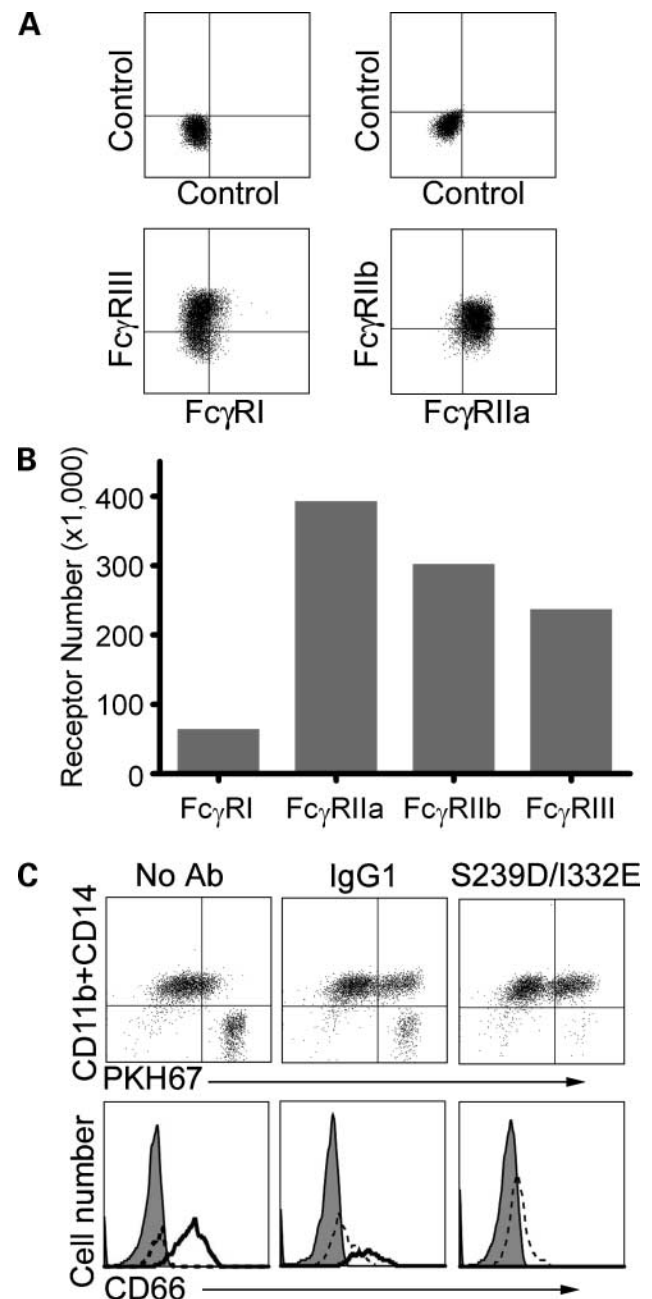 A
Control
Control
Control
Control
FcγRIII
FcγRI
FcγRIIb
FcγRIIa
B
Receptor Number (x1,000)
400
300
200
100
0
FcγRI FcγRIIa FcγRIIb FcγRIII
C
No Ab IgG1 S239D/I332E
CD11b+CD14
PKH67
Cell number
CD66